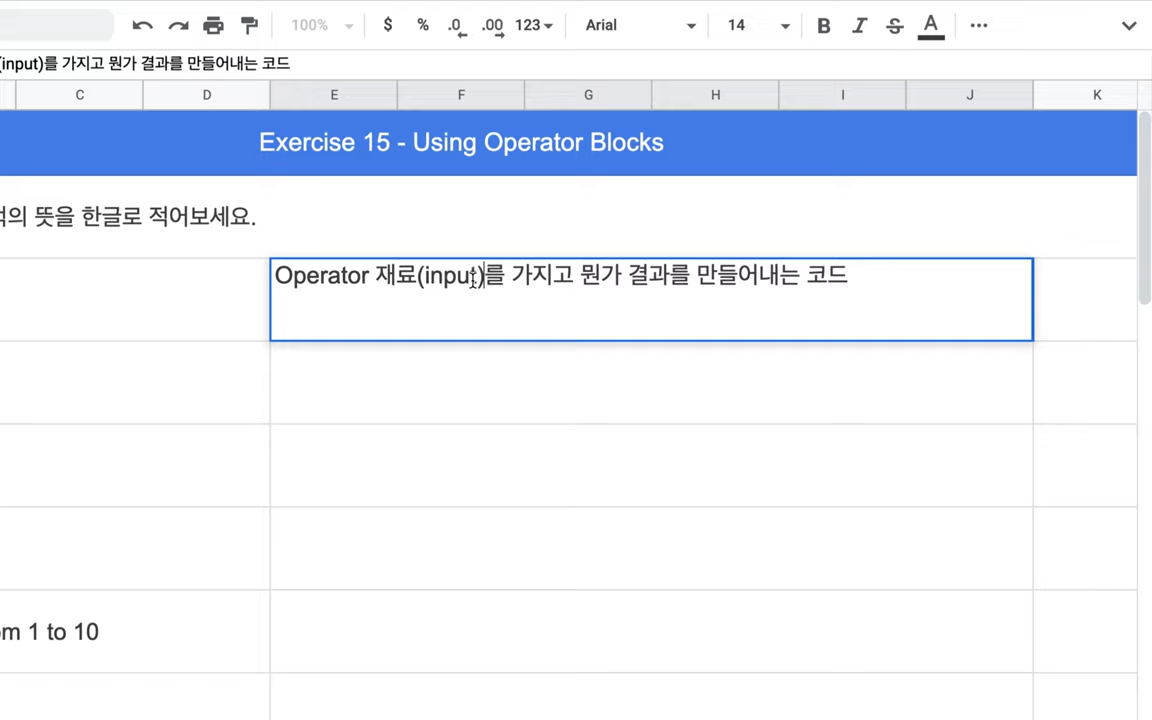 100% $ % .0 .00 123 Arial 14 B I S A
(input)를 가지고 뭔가 결과를 만들어내는 코드
C D E F G H I J K
Exercise 15 - Using Operator Blocks
뜻을 한글로 적어보세요.
Operator 재료(input)를 가지고 뭔가 결과를 만들어내는 코드
1 to 10